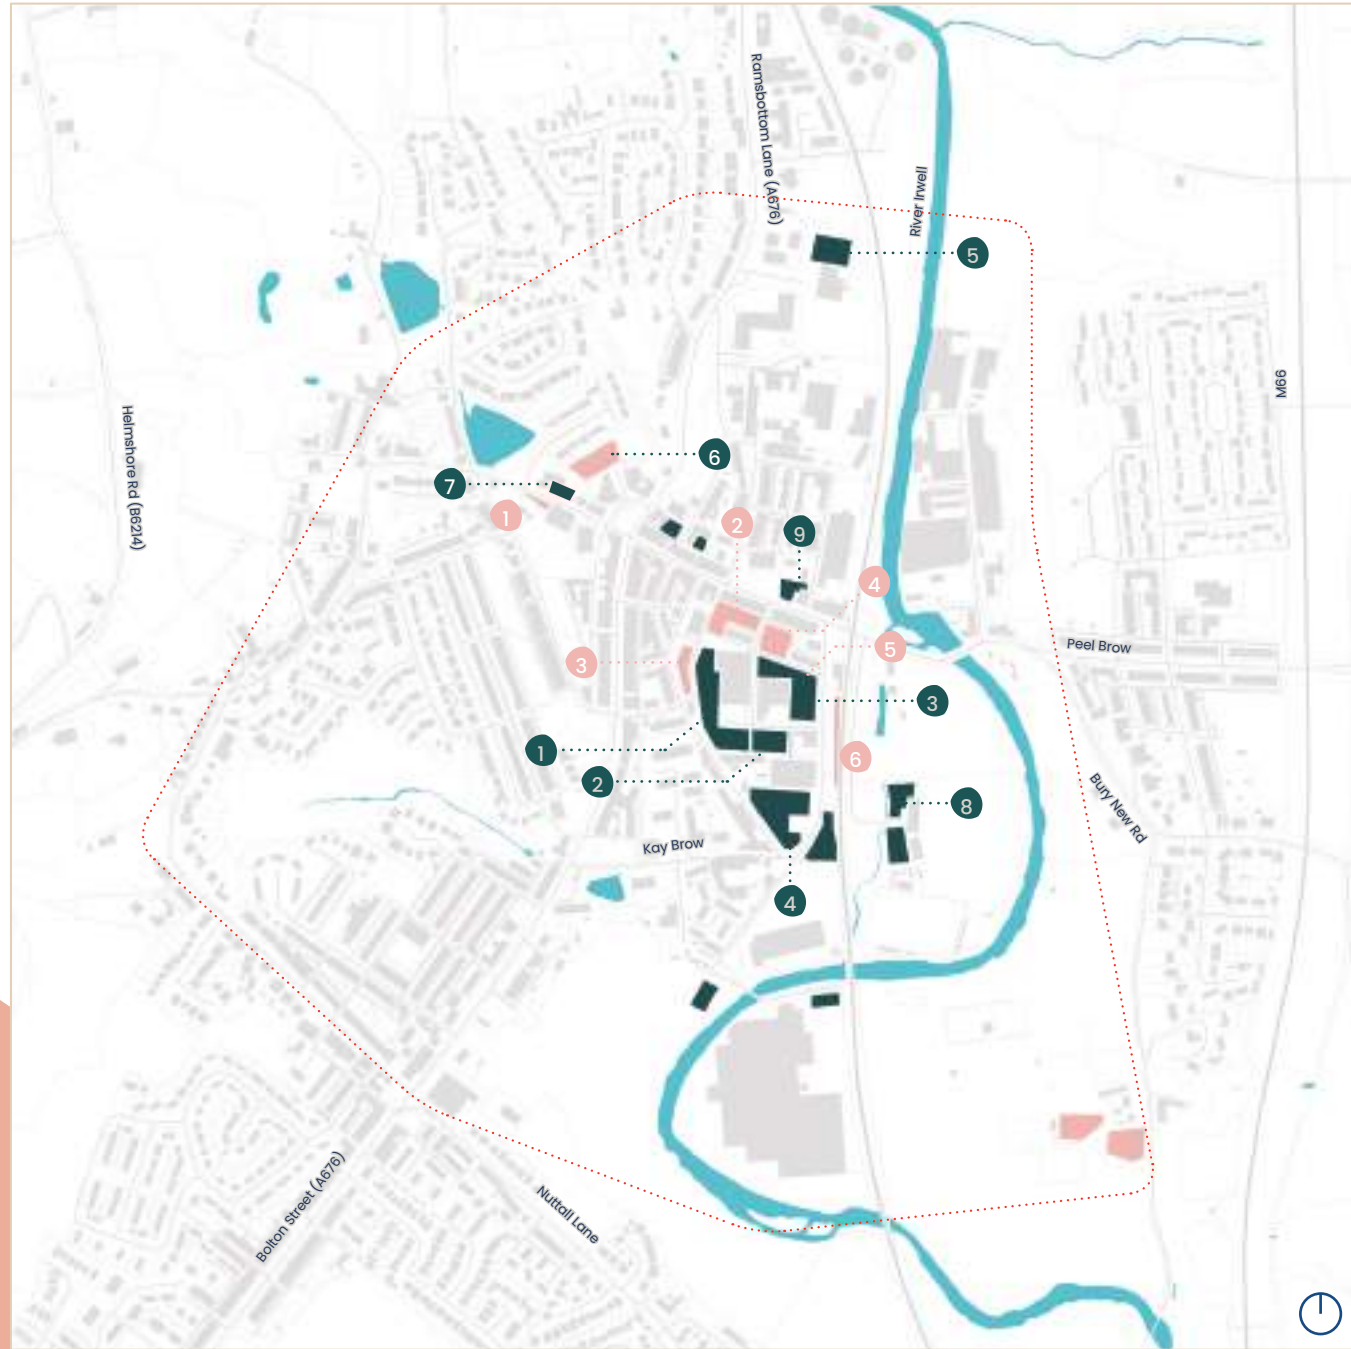 Ramsbottom Lane (A676)
River Irwell
5
M66
Helmshore Rd (B6214)
6
7
1
2
9
4
Peel Brow
5
3
3
1
6
2
Bury New Rd
8
Kay Brow
4
Bolton Street (A676)
Nuttall Lane